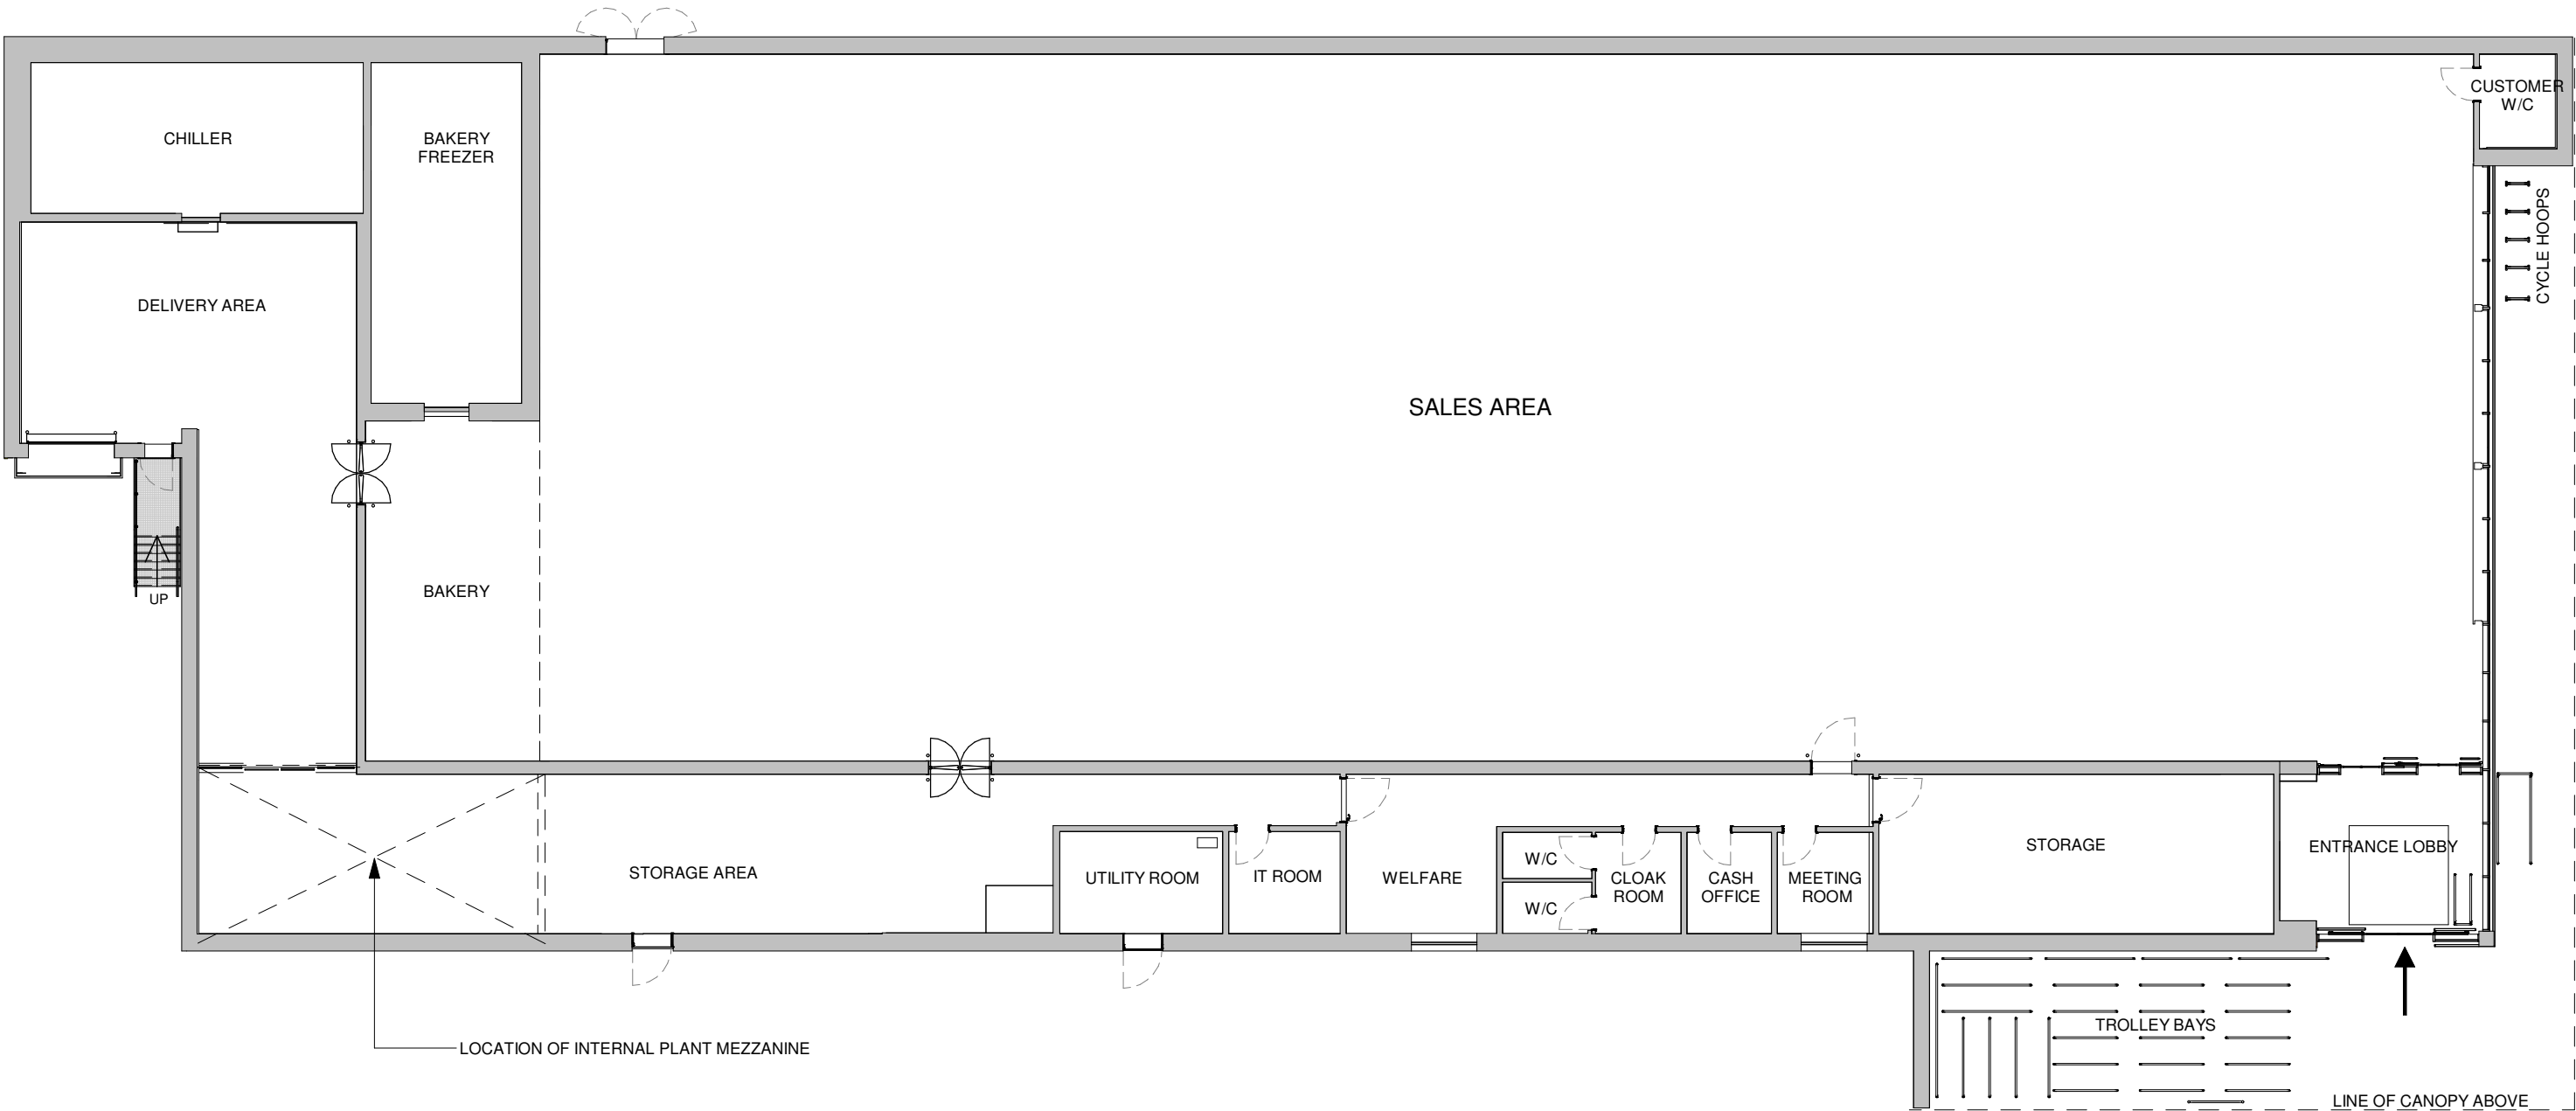 CUSTOMER
W/C
CHILLER
BAKERY
FREEZER
CYCLE HOOPS
DELIVERY AREA
SALES AREA
BAKERY
UP
ENTRANCE LOBBY
STORAGE
STORAGE AREA
UTILITY ROOM
IT ROOM
WELFARE
W/C
W/C
CLOAK
ROOM
CASH
OFFICE
MEETING
ROOM
TROLLEY BAYS
LOCATION OF INTERNAL PLANT MEZZANINE
LINE OF CANOPY ABOVE